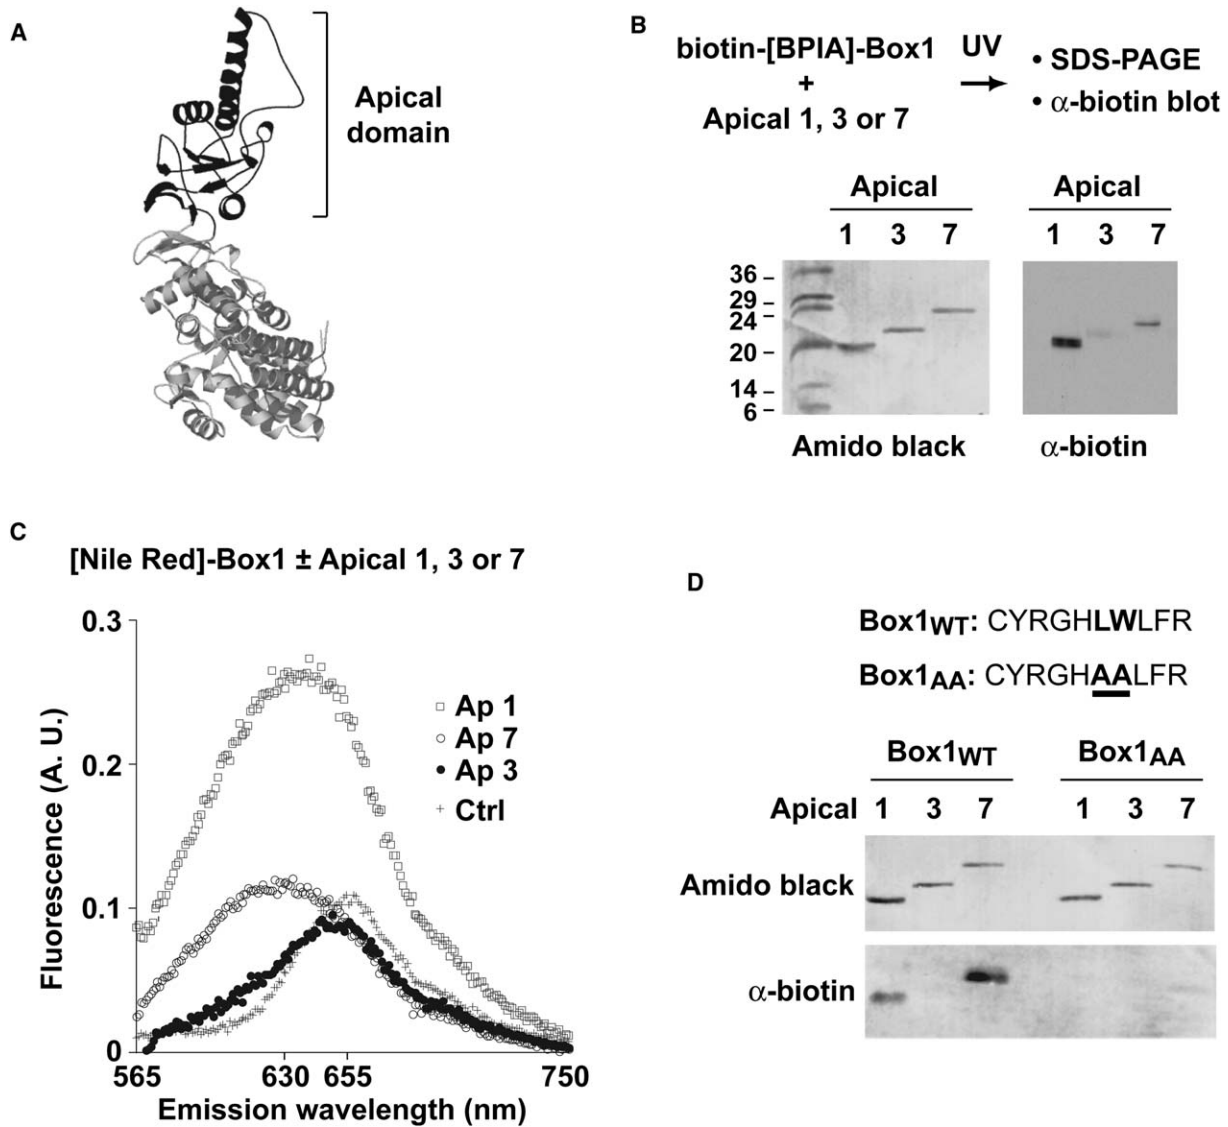 A
Apical
domain
B
biotin-[BPIA]-Box1
+
Apical 1, 3 or 7
UV
• SDS-PAGE
• α-biotin blot
Apical
1 3 7
36
29
24
20
14
6
Amido black
Apical
1 3 7
α-biotin
C
[Nile Red]-Box1 ± Apical 1, 3 or 7
Fluorescence (A. U.)
0.3
0.2
0.1
0
Ap 1
Ap 7
Ap 3
Ctrl
565 630 655 750
Emission wavelength (nm)
D
Box1WT: CYRGHLWLFR
Box1AA: CYRGHAALFR
Box1WT Box1AA
Apical 1 3 7 1 3 7
Amido black
α-biotin